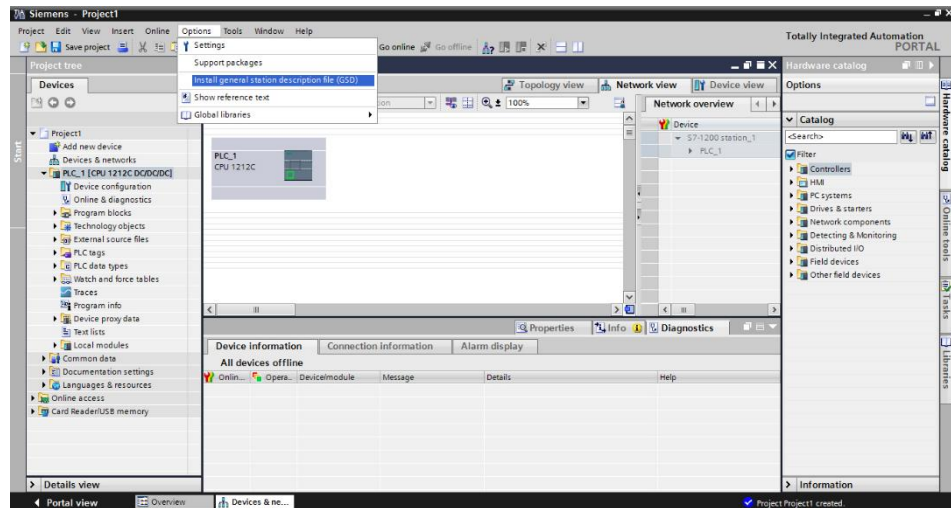 Siemens - Project1
Project Edit View Insert Online Options Tools Window Help
Totally Integrated Automation
PORTAL
Save project
Go online Go offline
Settings
Support packages
Install general station description file (GSD)
Show reference text
Global libraries
Project tree
Devices
Project1
Add new device
Devices & networks
PLC_1 [CPU 1212C DC/DC/DC]
Device configuration
Online & diagnostics
Program blocks
Technology objects
External source files
PLC tags
PLC data types
Watch and force tables
Traces
Program info
Device proxy data
Text lists
Local modules
Common data
Documentation settings
Languages & resources
Online access
Card Reader/USB memory
Details view
Start
Topology view Network view Device view
100%
PLC_1
CPU 1212C
Network overview
Device
S7-1200 station_1
PLC_1
Properties Info Diagnostics
Device information Connection information Alarm display
All devices offline
Onlin... Opera... Device/module Message Details Help
Hardware catalog
Options
Catalog
<Search>
Filter
Controllers
HMI
PC systems
Drives & starters
Network components
Detecting & Monitoring
Distributed I/O
Field devices
Other field devices
Information
Hardware catalog
Online tools
Tasks
Libraries
Portal view Overview Devices & ne... Project Project1 created.